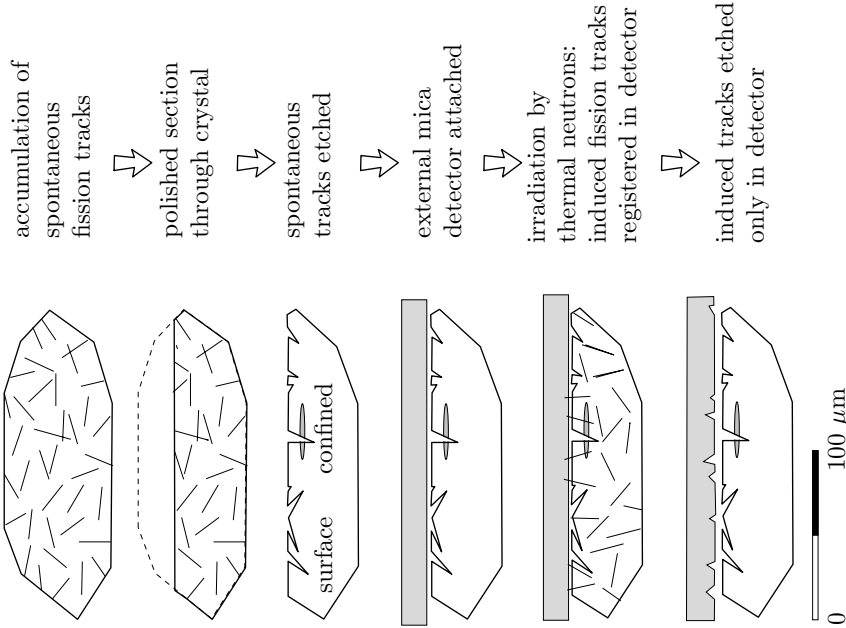 accumulation of
spontaneous
fission tracks
polished section
through crystal
spontaneous
tracks etched
external mica
detector attached
irradiation by
thermal neutrons:
induced fission tracks
registered in detector
induced tracks etched
only in detector
surface
confined
0
100 μm